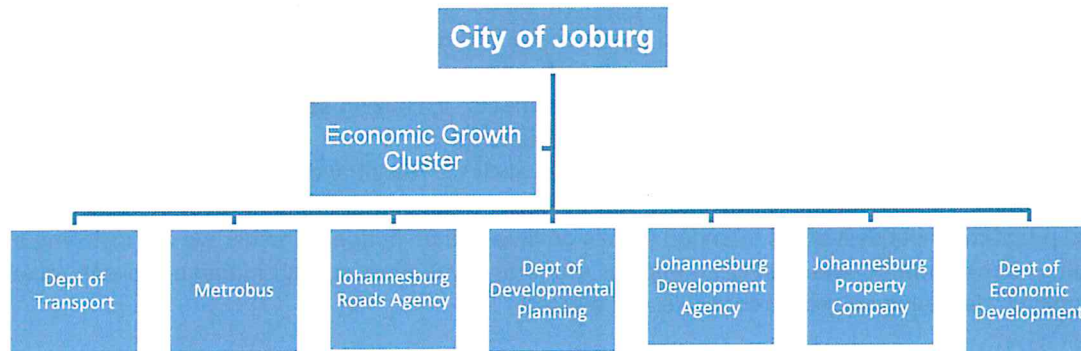 City of Joburg
Economic Growth
Cluster
Dept of
Transport
Metrobus
Johannesburg
Roads Agency
Dept of
Developmental
Planning
Johannesburg
Development
Agency
Johannesburg
Property
Company
Dept of
Economic
Development